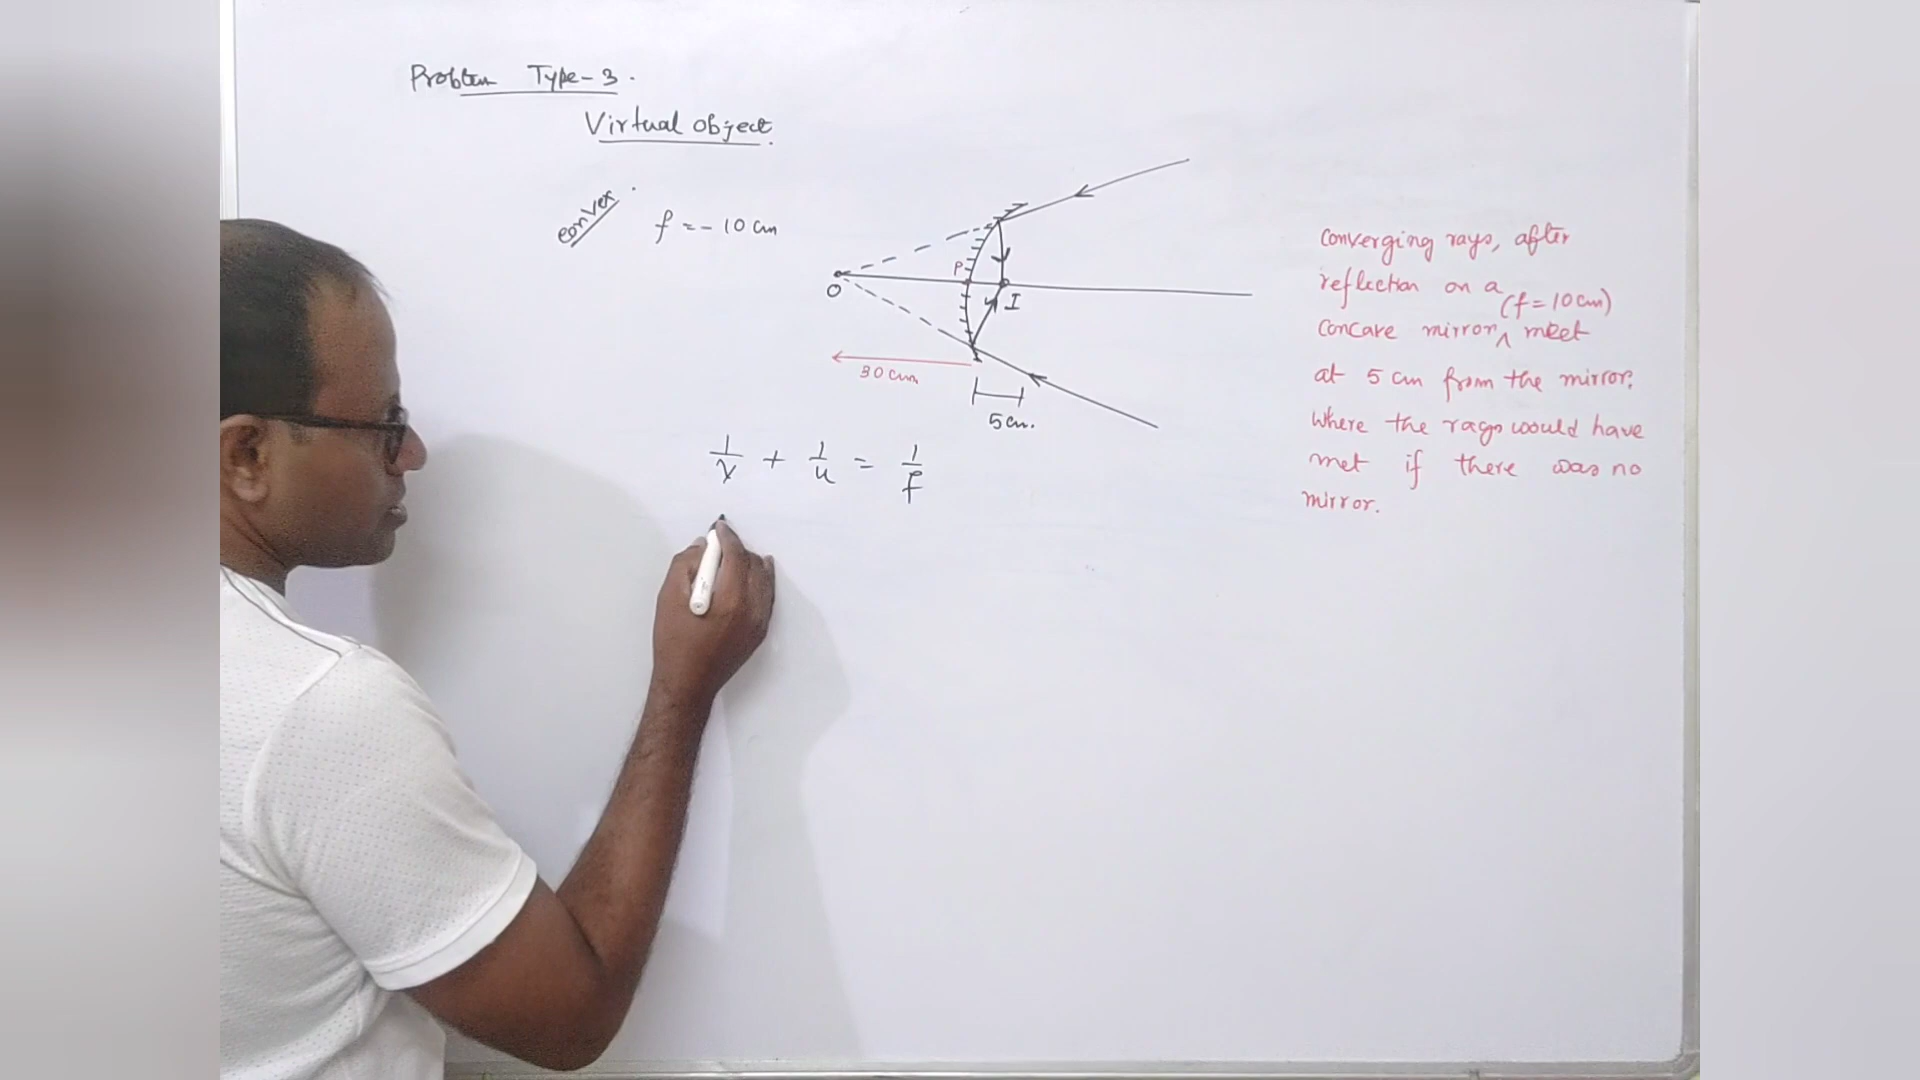 Problem Type-3.
Virtual object.
convex
f = - 10 cm
P
O
I
30 cm
5 cm.
1/v + 1/u = 1/f
Converging rays, after
reflection on a
(f = 10 cm)
concave mirror ^ meet
at 5 cm from the mirror.
Where the rays would have
met if there was no
mirror.